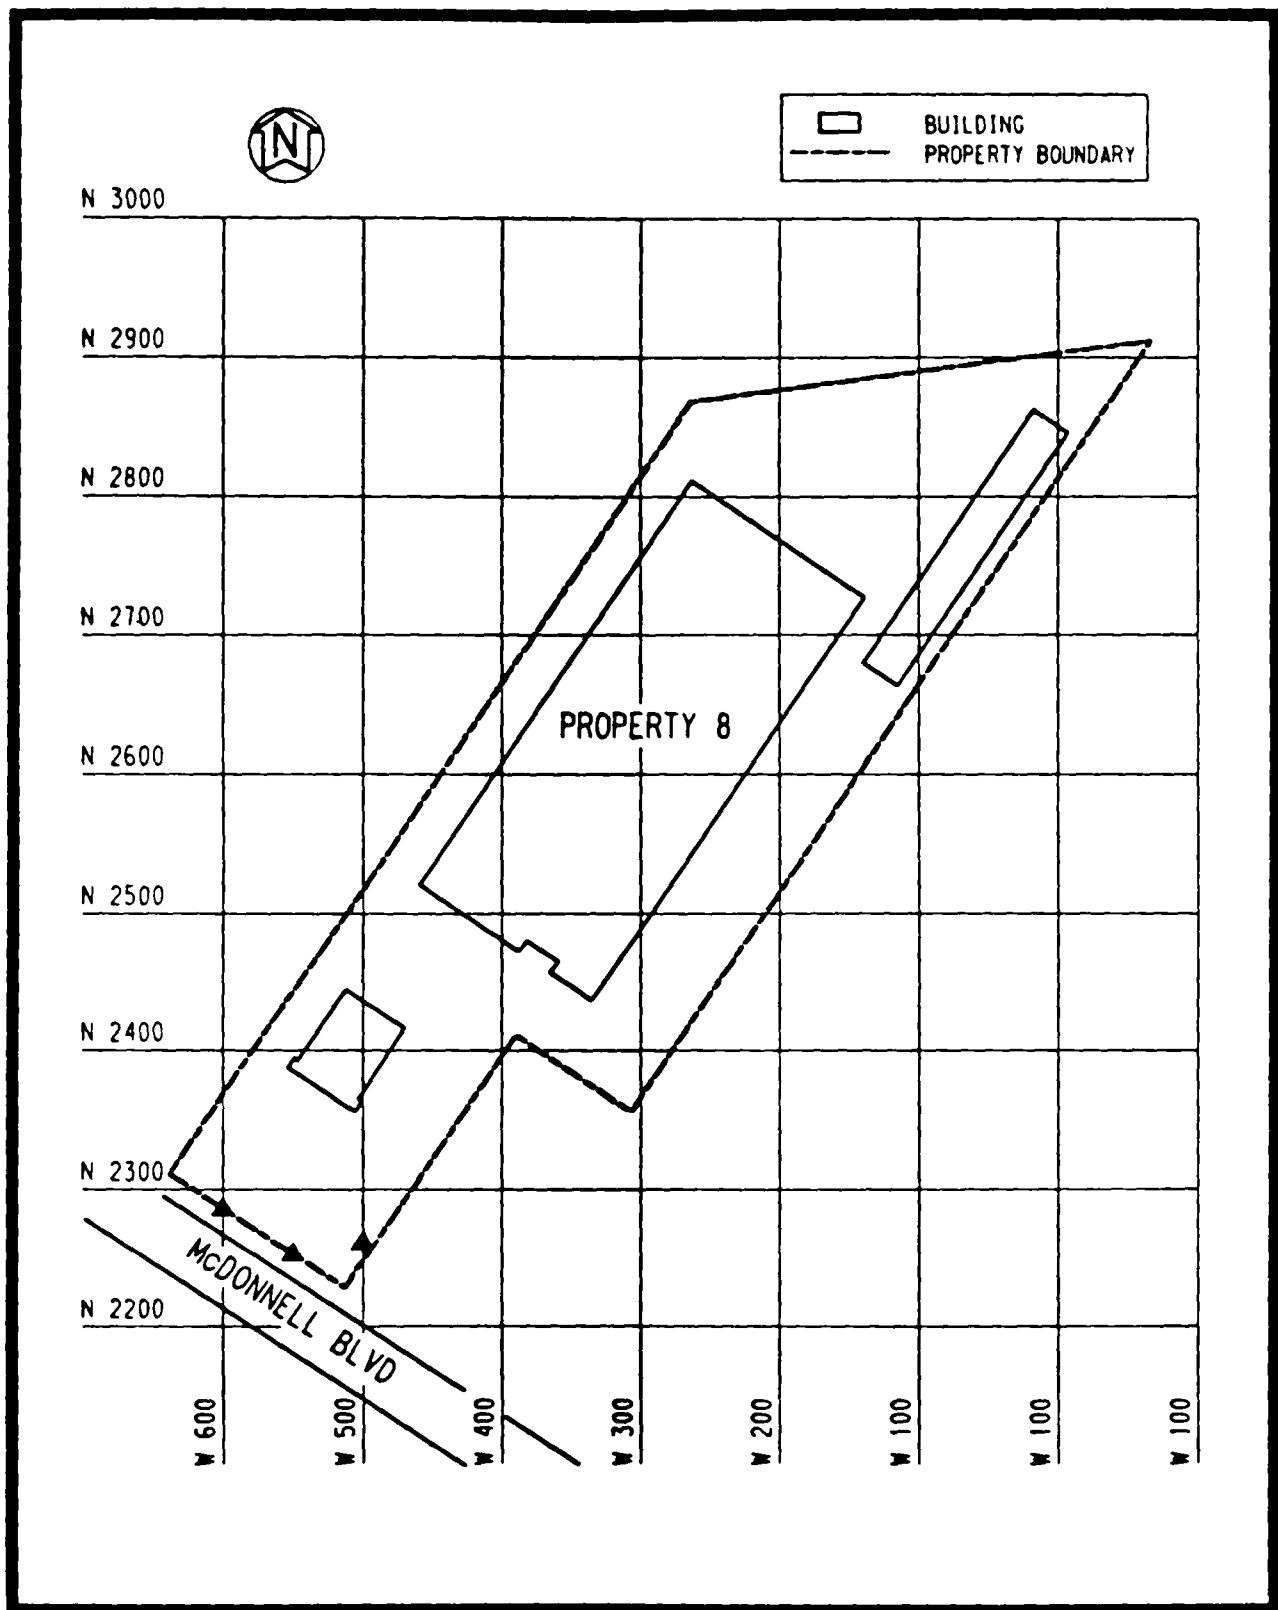 N
BUILDING
PROPERTY BOUNDARY
N 3000
N 2900
N 2800
N 2700
N 2600
N 2500
N 2400
N 2300
N 2200
PROPERTY 8
McDONNELL BLVD
W 600
W 500
W 400
W 300
W 200
W 100
W 100
W 100